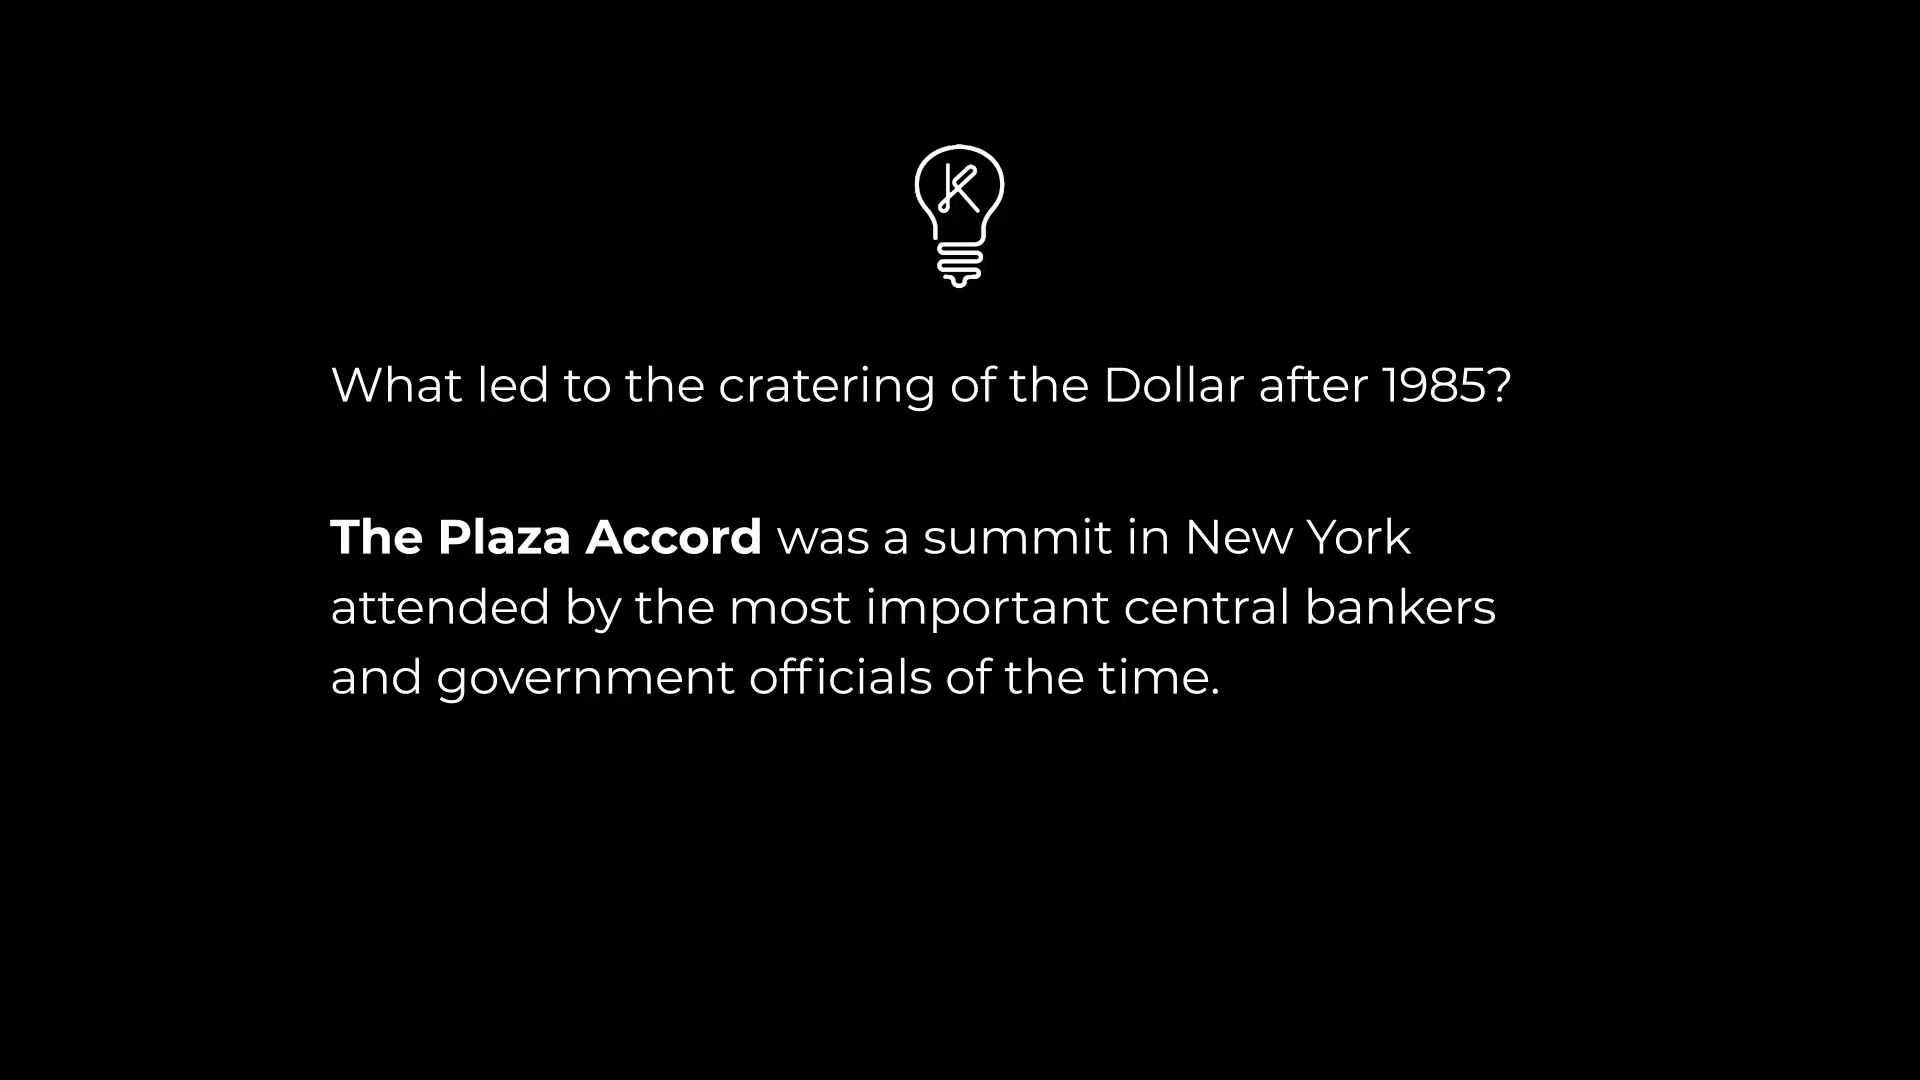 K
What led to the cratering of the Dollar after 1985?
The Plaza Accord was a summit in New York
attended by the most important central bankers
and government officials of the time.